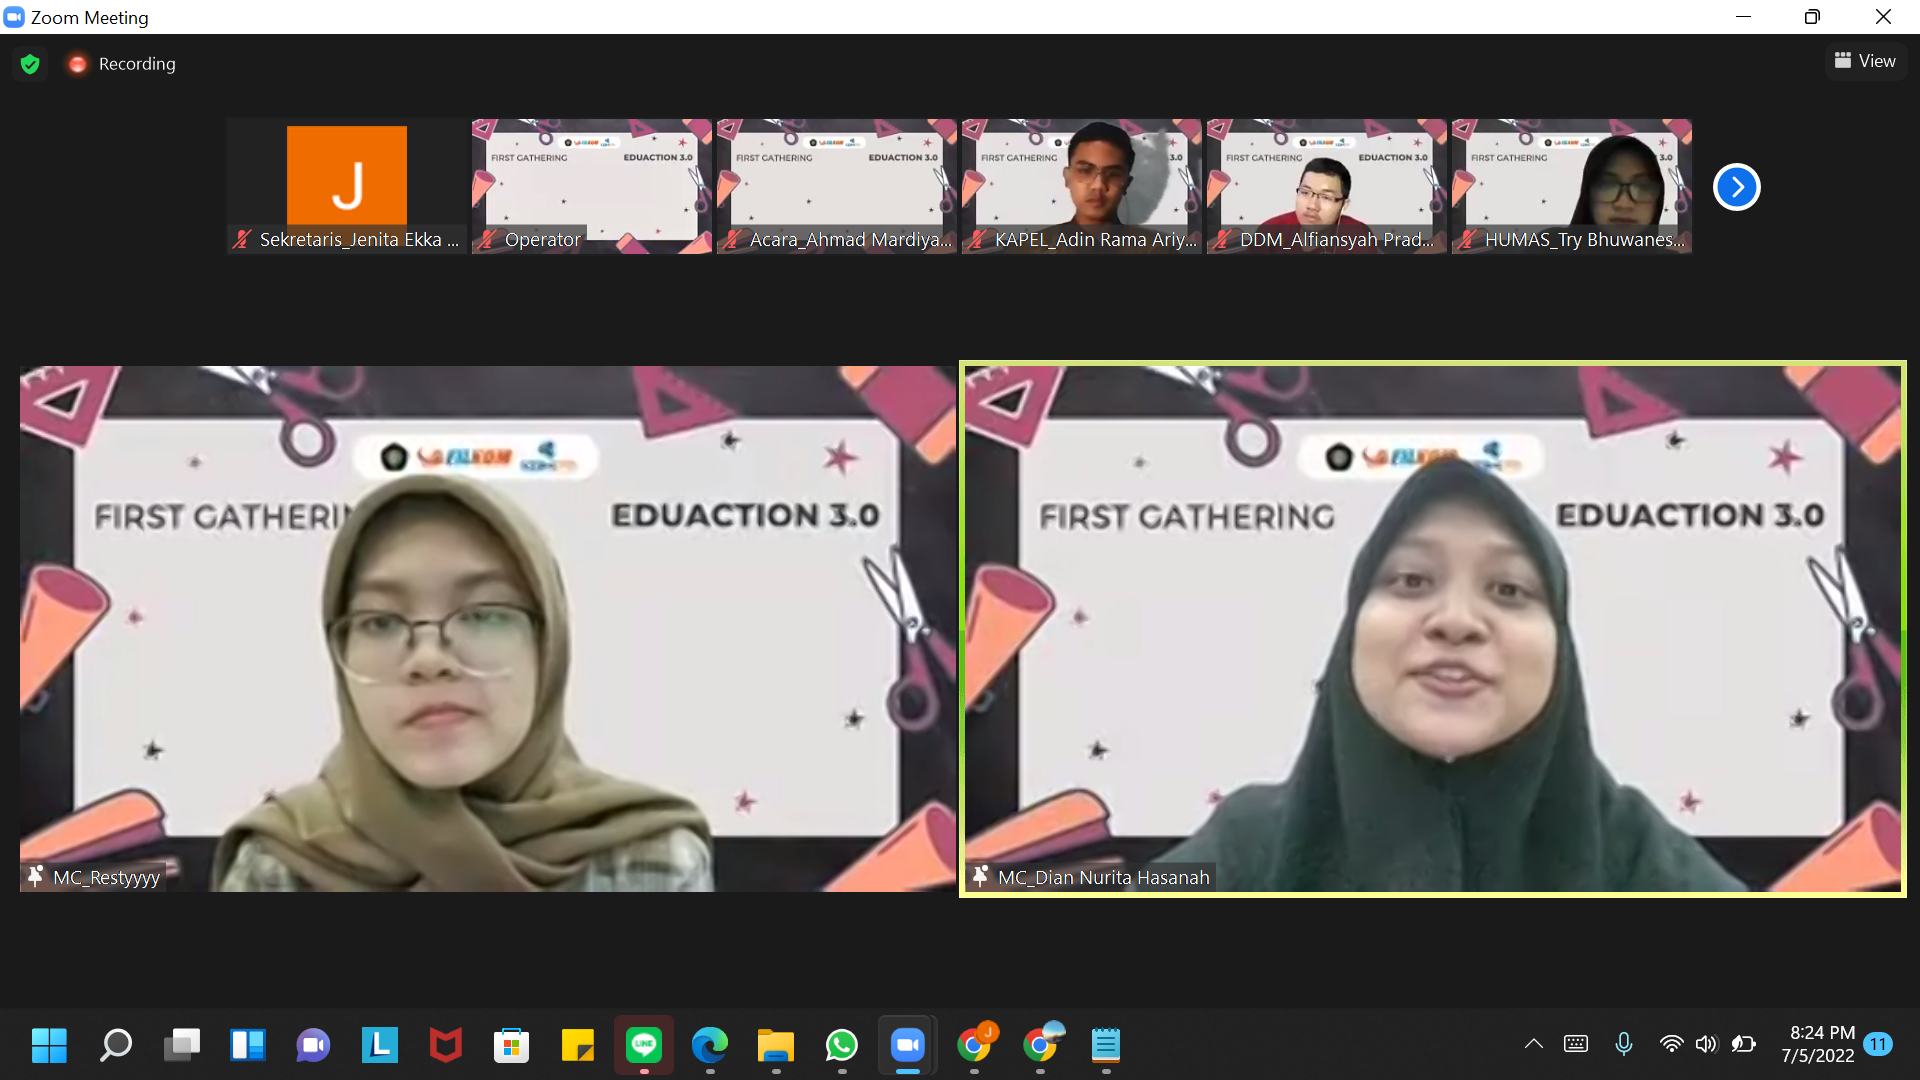 Zoom Meeting
Recording
View
J
Sekretaris_Jenita Ekka ...
FIRST GATHERING EDUACTION 3.0
Operator
FIRST GATHERING EDUACTION 3.0
Acara_Ahmad Mardiya...
FIRST GATHERING 3.0
KAPEL_Adin Rama Ariy...
FIRST GATHERING EDUACTION 3.0
DDM_Alfiansyah Prad...
FIRST GATHERING 3.0
HUMAS_Try Bhuwanes...
FILKOM
FIRST GATHERIN EDUACTION 3.0
MC_Restyyyy
FIRST GATHERING EDUACTION 3.0
MC_Dian Nurita Hasanah
L
LINE
J
8:24 PM
7/5/2022
11